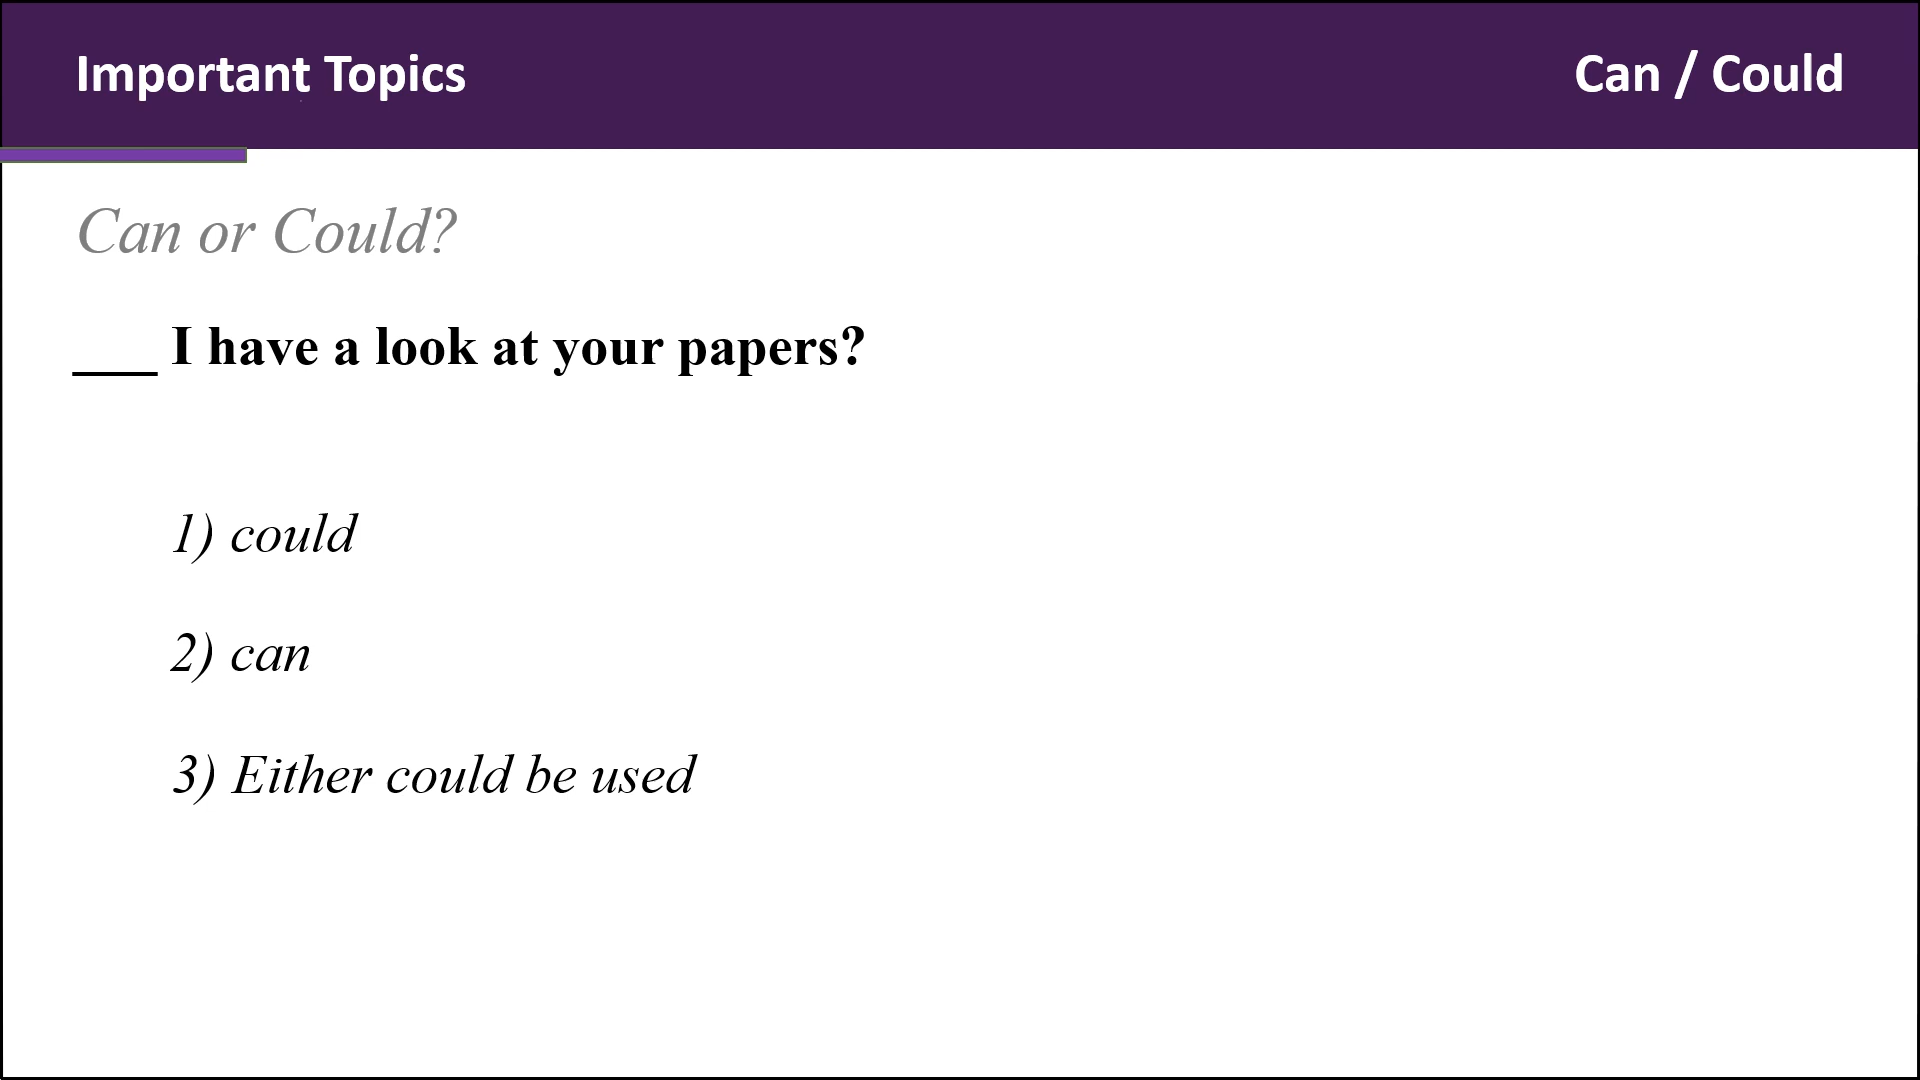 Important Topics
Can / Could
Can or Could?
___ I have a look at your papers?
1) could
2) can
3) Either could be used